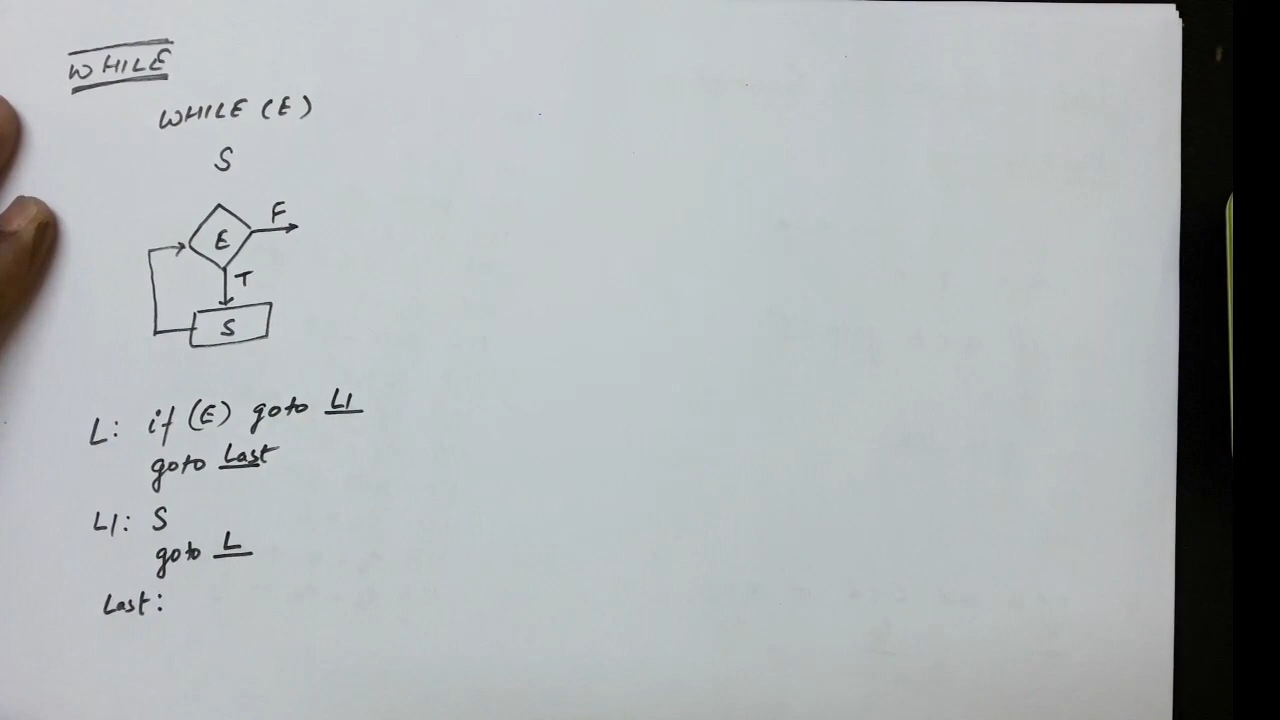 WHILE
WHILE (E)
S
F
E
T
S
L: if (E) goto L1
goto Last
L1: S
goto L
Last: